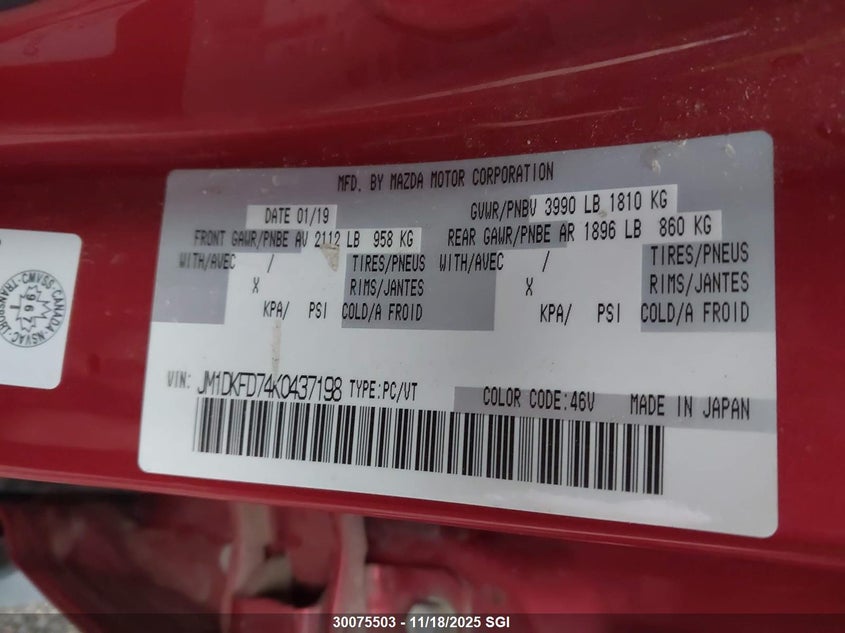 MFD. BY MAZDA MOTOR CORPORATION
DATE 01/19 GVWR/PNBV 3990 LB 1810 KG
FRONT GAWR/PNBE AV 2112 LB 958 KG REAR GAWR/PNBE AR 1896 LB 860 KG
WITH/AVEC / TIRES/PNEUS WITH/AVEC / TIRES/PNEUS
X RIMS/JANTES X RIMS/JANTES
KPA/ PSI COLD/A FROID KPA/ PSI COLD/A FROID
VIN: JM1DKFD74K0437198 TYPE:PC/VT COLOR CODE:46V MADE IN JAPAN
CANADA
CMVSS
NSVAC
30075503 - 11/18/2025 SGI